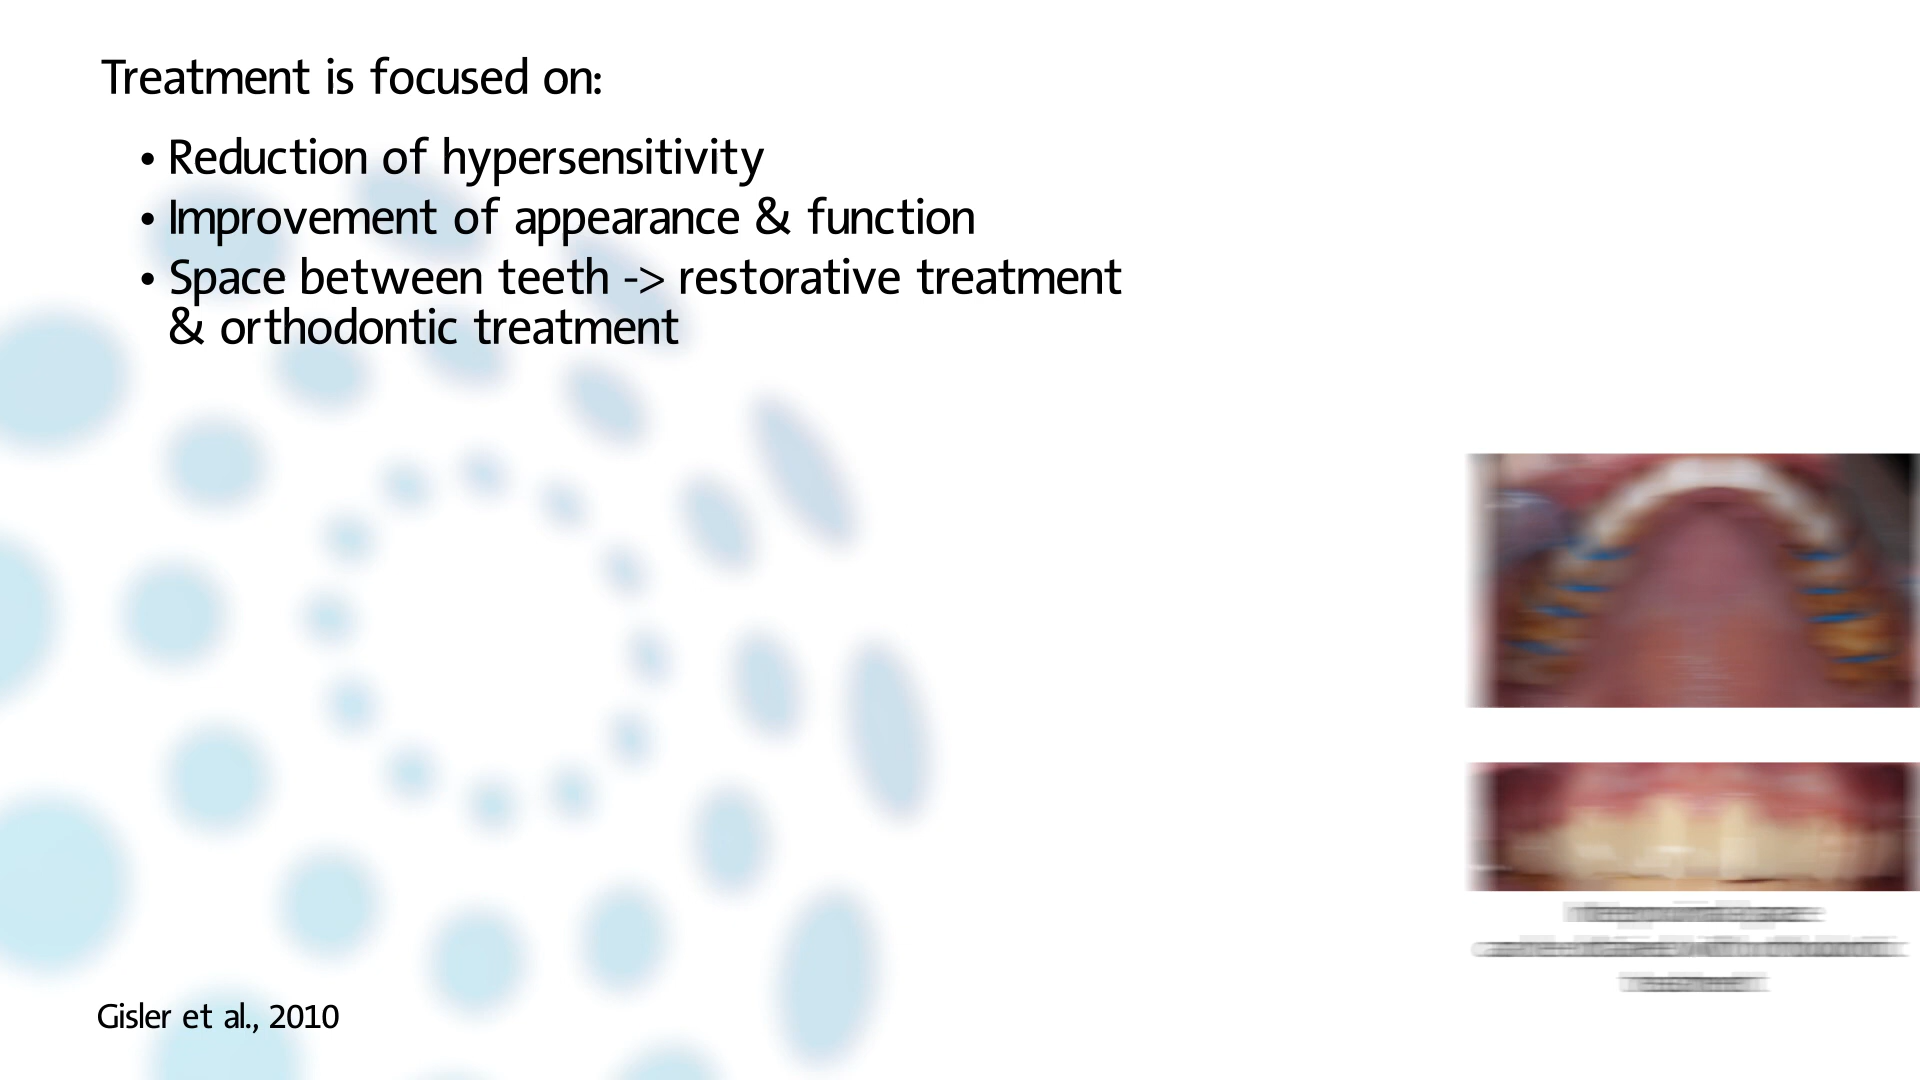 Treatment is focused on:
• Reduction of hypersensitivity
• Improvement of appearance & function
• Space between teeth -> restorative treatment
& orthodontic treatment
treatment
Gisler et al., 2010